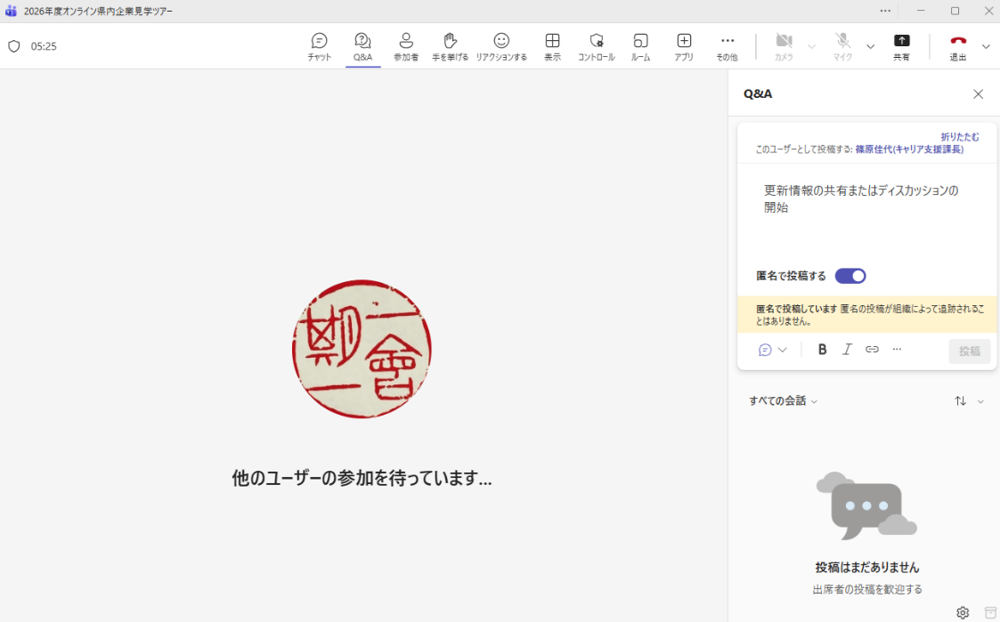 2026年度オンライン県内企業見学ツアー
05:25
チャット
Q&A
参加者
手を挙げる
リアクションする
表示
コントロール
ルーム
アプリ
その他
カメラ
マイク
共有
退出
Q&A
折りたたむ
このユーザーとして投稿する: 篠原佳代(キャリア支援課長)
更新情報の共有またはディスカッションの
開始
匿名で投稿する
匿名で投稿しています 匿名の投稿が組織によって追跡されるこ
とはありません。
B I
投稿
すべての会話
他のユーザーの参加を待っています...
投稿はまだありません
出席者の投稿を歓迎する